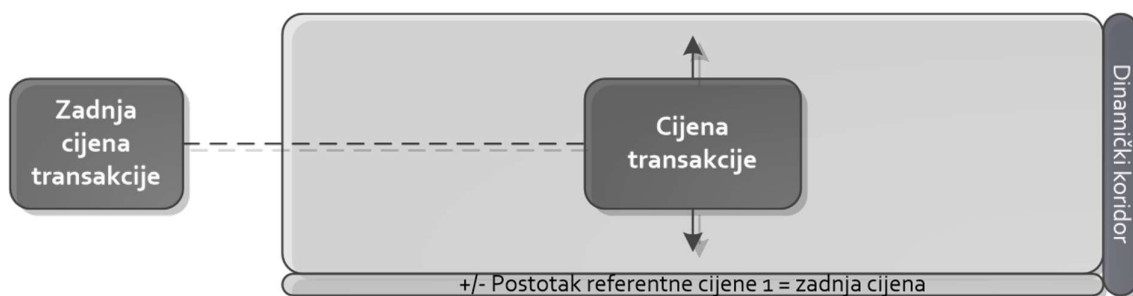 Zadnja
cijena
transakcije
Cijena
transakcije
Dinamički koridor
+/- Postotak referentne cijene 1 = zadnja cijena